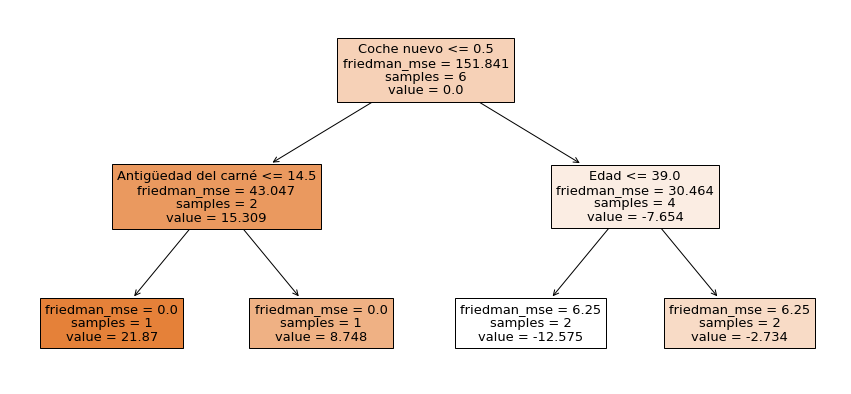 Coche nuevo <= 0.5
friedman_mse = 151.841
samples = 6
value = 0.0
Antigüedad del carné <= 14.5
friedman_mse = 43.047
samples = 2
value = 15.309
Edad <= 39.0
friedman_mse = 30.464
samples = 4
value = -7.654
friedman_mse = 0.0
samples = 1
value = 21.87
friedman_mse = 0.0
samples = 1
value = 8.748
friedman_mse = 6.25
samples = 2
value = -12.575
friedman_mse = 6.25
samples = 2
value = -2.734